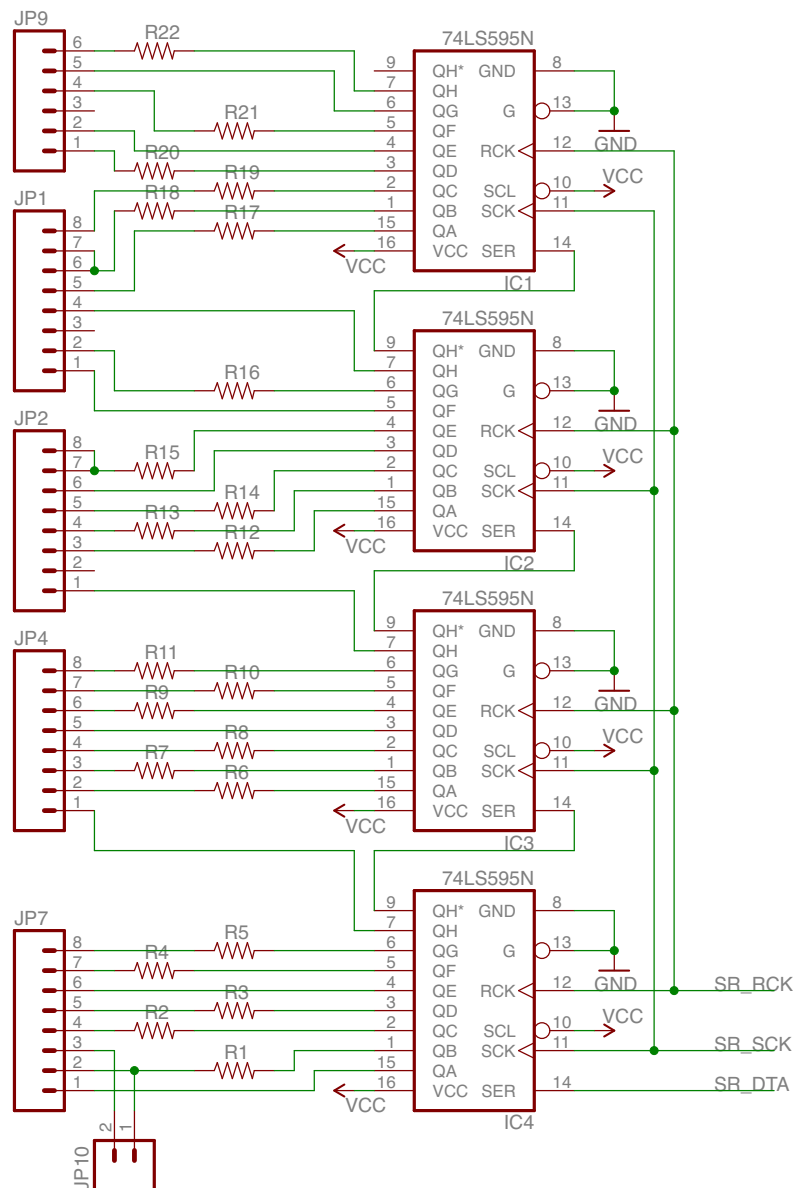 JP9
6
5
4
3
2
1
R22
R21
R20
R19
R18
R17
74LS595N
9 QH* GND 8
7 QH
6 QG G 13
5 QF
4 QE RCK 12
3 QD
2 QC SCL 10
1 QB SCK 11
15 QA
16 VCC SER 14
GND
VCC
VCC
IC1
JP1
8
7
6
5
4
3
2
1
R16
74LS595N
9 QH* GND 8
7 QH
6 QG G 13
5 QF
4 QE RCK 12
3 QD
2 QC SCL 10
1 QB SCK 11
15 QA
16 VCC SER 14
GND
VCC
VCC
IC2
JP2
8
7
6
5
4
3
2
1
R15
R14
R13
R12
74LS595N
9 QH* GND 8
7 QH
6 QG G 13
5 QF
4 QE RCK 12
3 QD
2 QC SCL 10
1 QB SCK 11
15 QA
16 VCC SER 14
GND
VCC
VCC
IC3
JP4
8
7
6
5
4
3
2
1
R11
R10
R9
R8
R7
R6
74LS595N
9 QH* GND 8
7 QH
6 QG G 13
5 QF
4 QE RCK 12
3 QD
2 QC SCL 10
1 QB SCK 11
15 QA
16 VCC SER 14
GND
VCC
VCC
IC4
SR_RCK
SR_SCK
SR_DTA
JP7
8
7
6
5
4
3
2
1
R5
R4
R3
R2
R1
2
1
JP10